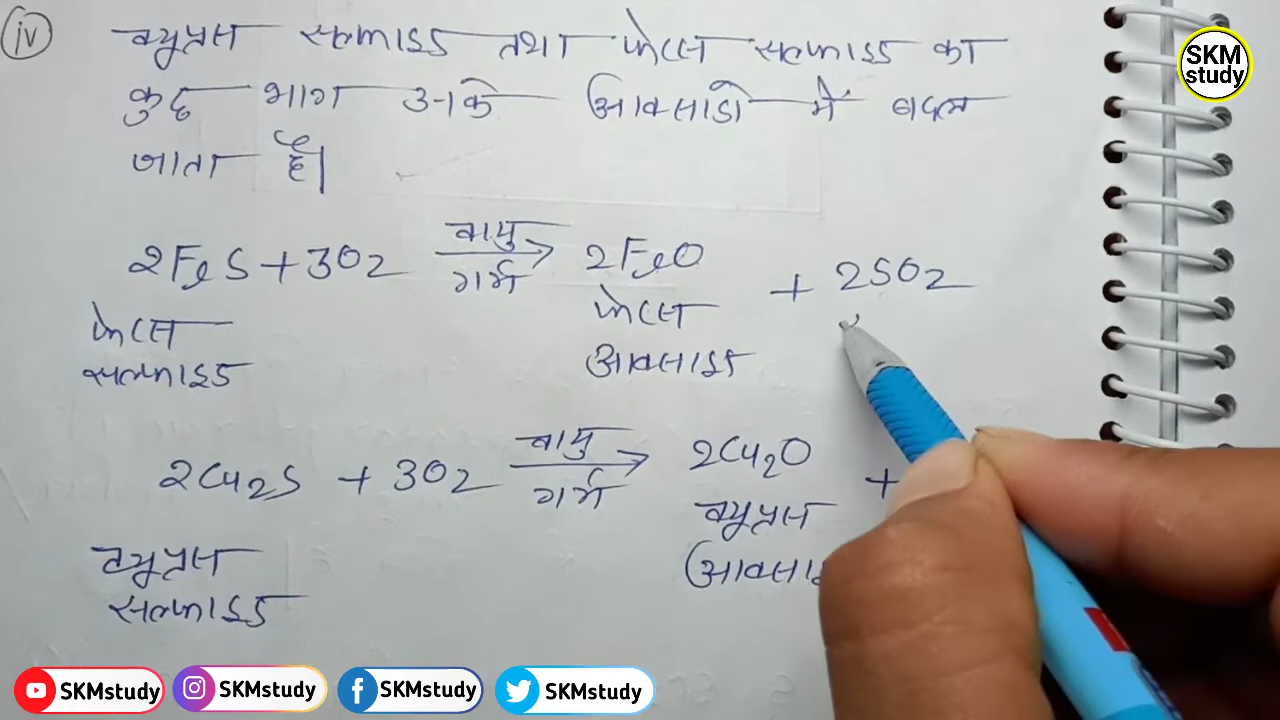 iv
क्युप्रस सल्फाइड तथा फेरस सल्फाइड का
कुछ भाग उनके आक्साडो में बदल
जाता है।
2FeS + 3O2 वायु गर्म → 2FeO + 2SO2
फेरस सल्फाइड
फेरस आक्साइड
2Cu2S + 3O2 वायु गर्म → 2Cu2O +
क्युप्रस सल्फाइड
क्युप्रस आक्सा
SKM study
SKMstudy SKMstudy SKMstudy SKMstudy